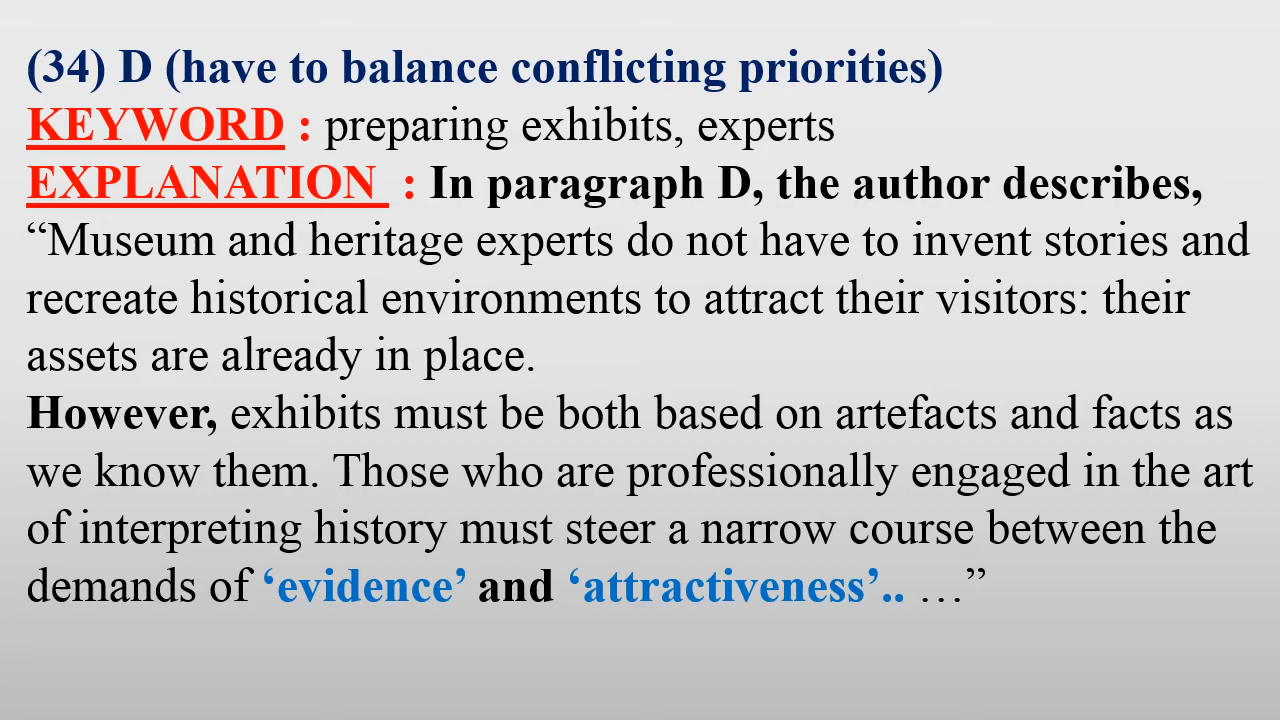 (34) D (have to balance conflicting priorities)
KEYWORD : preparing exhibits, experts
EXPLANATION : In paragraph D, the author describes,
“Museum and heritage experts do not have to invent stories and
recreate historical environments to attract their visitors: their
assets are already in place.
However, exhibits must be both based on artefacts and facts as
we know them. Those who are professionally engaged in the art
of interpreting history must steer a narrow course between the
demands of ‘evidence’ and ‘attractiveness’.. …”